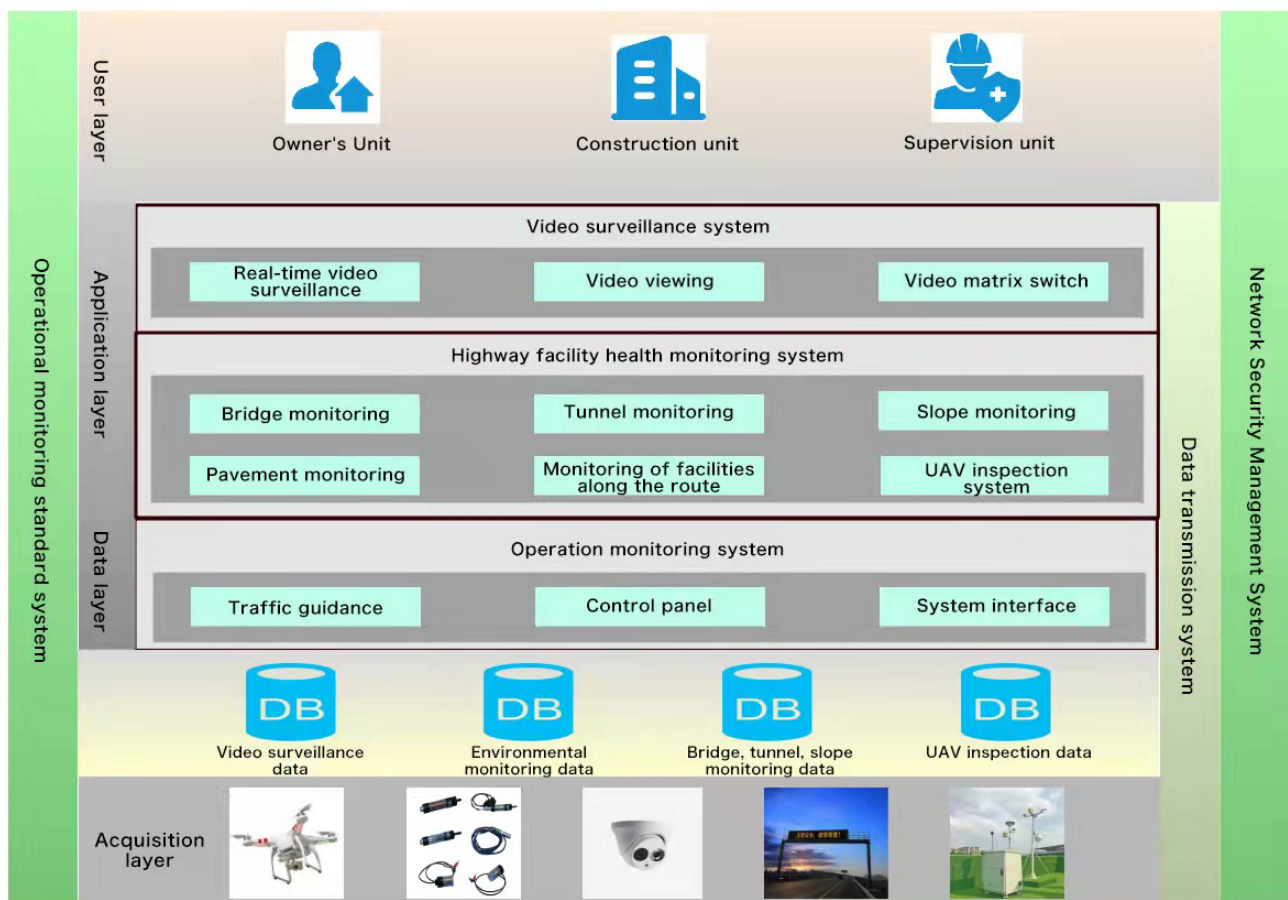 User layer
Owner's Unit
Construction unit
Supervision unit
Operational monitoring standard system
Application layer
Video surveillance system
Real-time video
surveillance
Video viewing
Video matrix switch
Highway facility health monitoring system
Bridge monitoring
Tunnel monitoring
Slope monitoring
Pavement monitoring
Monitoring of facilities
along the route
UAV inspection
system
Data layer
Operation monitoring system
Traffic guidance
Control panel
System interface
Data transmission system
Network Security Management System
DB
DB
DB
DB
Video surveillance
data
Environmental
monitoring data
Bridge, tunnel, slope
monitoring data
UAV inspection data
Acquisition
layer